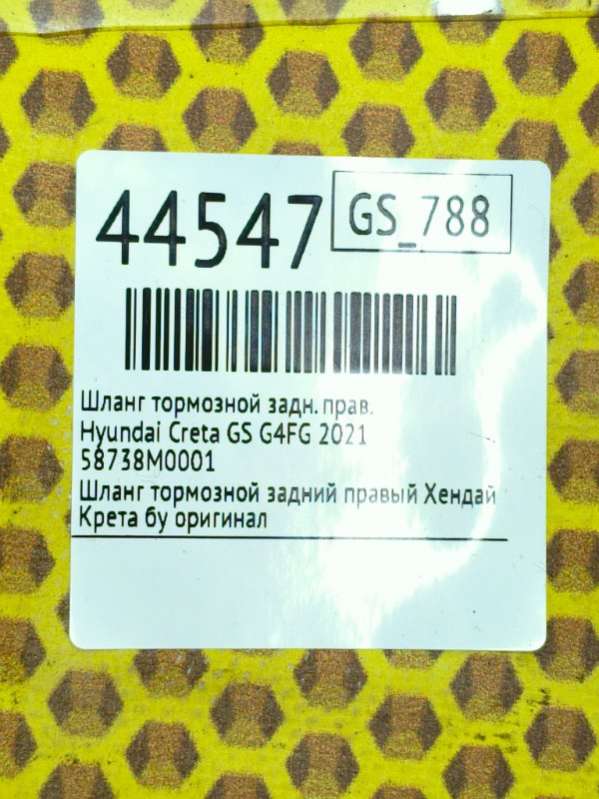 44547
GS_788
Шланг тормозной задн. прав.
Hyundai Creta GS G4FG 2021
58738M0001
Шланг тормозной задний правый Хендай
Крета бу оригинал